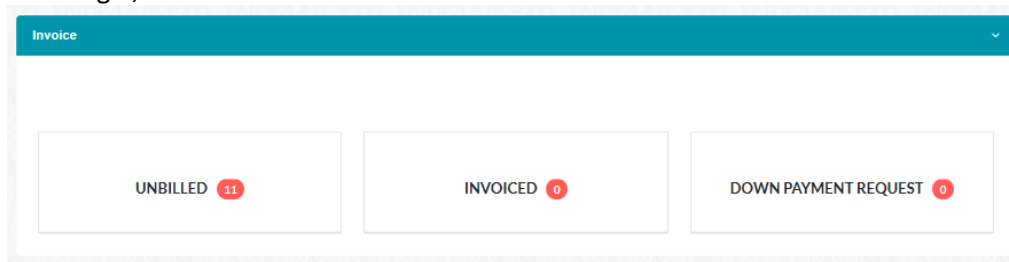 Invoice
UNBILLED 11
INVOICED 0
DOWN PAYMENT REQUEST 0